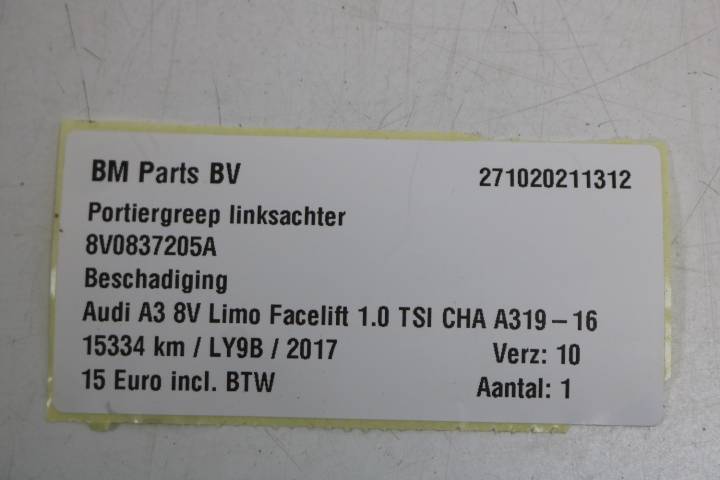 BM Parts BV 271020211312
Portiergreep linksachter
8V0837205A
Beschadiging
Audi A3 8V Limo Facelift 1.0 TSI CHA A319-16
15334 km / LY9B / 2017 Verz: 10
15 Euro incl. BTW Aantal: 1